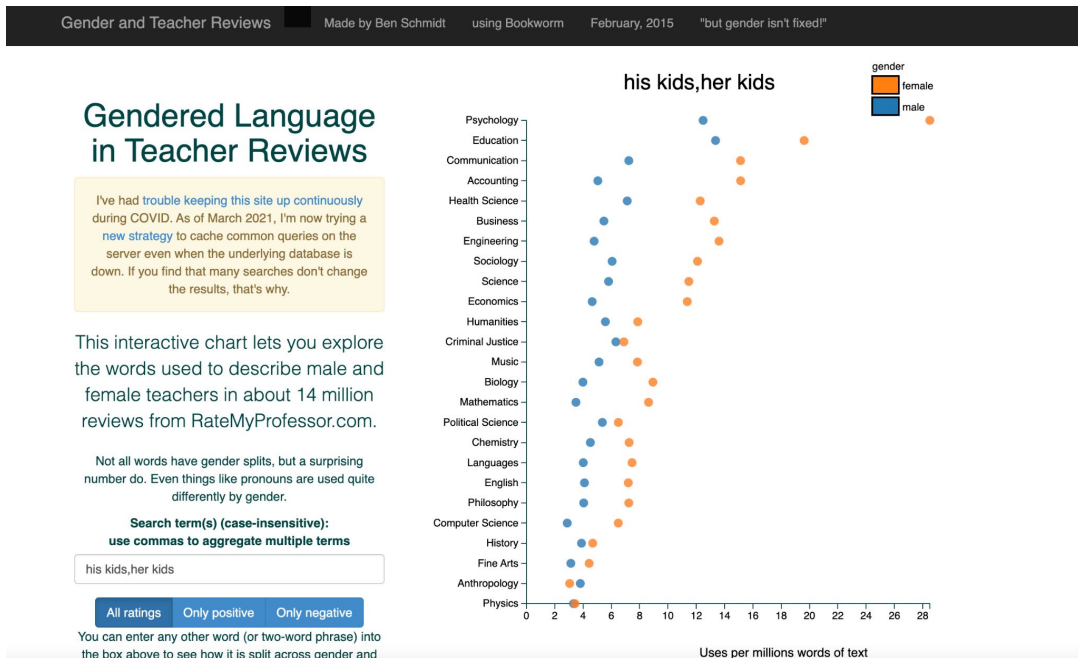 Gender and Teacher Reviews Made by Ben Schmidt using Bookworm February, 2015 "but gender isn't fixed!"
Gendered Language
in Teacher Reviews
I've had trouble keeping this site up continuously
during COVID. As of March 2021, I'm now trying a
new strategy to cache common queries on the
server even when the underlying database is
down. If you find that many searches don't change
the results, that's why.
This interactive chart lets you explore
the words used to describe male and
female teachers in about 14 million
reviews from RateMyProfessor.com.
Not all words have gender splits, but a surprising
number do. Even things like pronouns are used quite
differently by gender.
Search term(s) (case-insensitive):
use commas to aggregate multiple terms
his kids,her kids
All ratings Only positive Only negative
You can enter any other word (or two-word phrase) into
the box above to see how it is split across gender and
his kids,her kids
gender
female
male
Psychology
Education
Communication
Accounting
Health Science
Business
Engineering
Sociology
Science
Economics
Humanities
Criminal Justice
Music
Biology
Mathematics
Political Science
Chemistry
Languages
English
Philosophy
Computer Science
History
Fine Arts
Anthropology
Physics
0 2 4 6 8 10 12 14 16 18 20 22 24 26 28
Uses per millions words of text